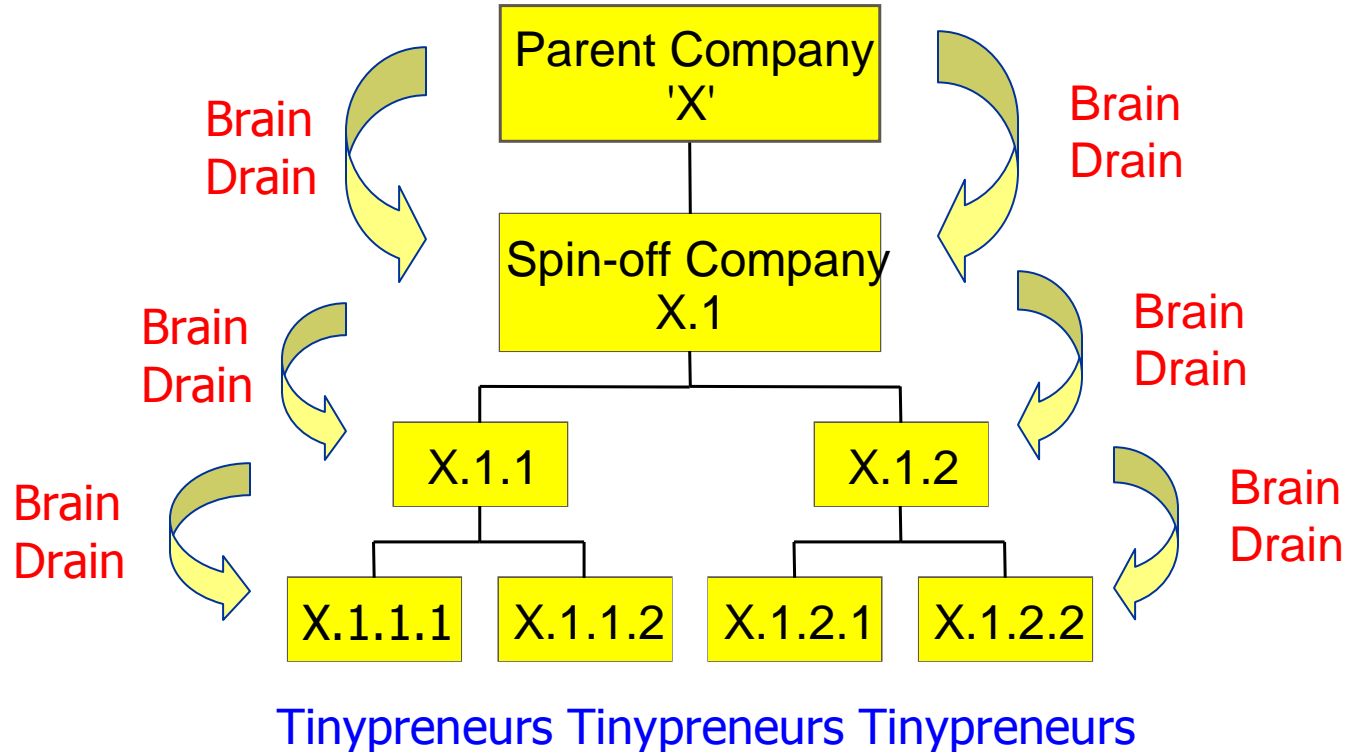 Parent Company
'X'
Brain
Drain
Brain
Drain
Spin-off Company
X.1
Brain
Drain
Brain
Drain
X.1.1
X.1.2
Brain
Drain
Brain
Drain
X.1.1.1
X.1.1.2
X.1.2.1
X.1.2.2
Tinypreneurs Tinypreneurs Tinypreneurs